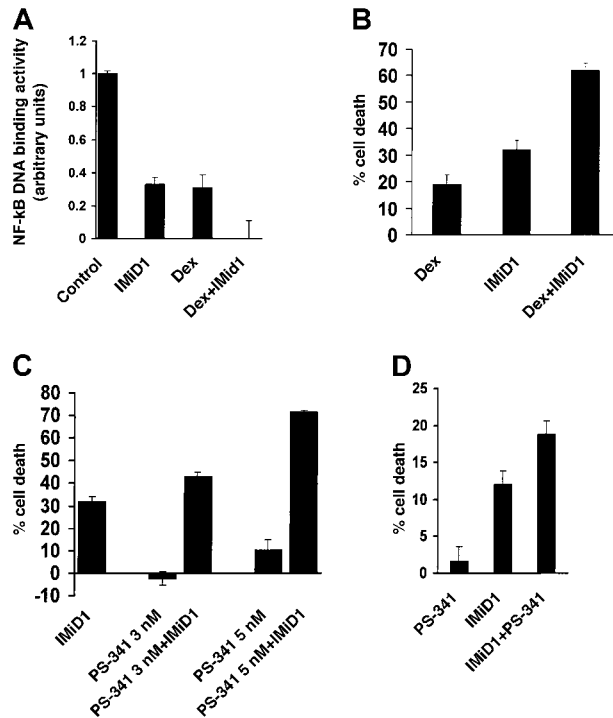 A
NF-kB DNA binding activity
(arbitrary units)
1.2
1
0.8
0.6
0.4
0.2
0
Control
IMiD1
Dex
Dex+IMid1
B
% cell death
70
60
50
40
30
20
10
0
Dex
IMiD1
Dex+IMiD1
C
% cell death
80
70
60
50
40
30
20
10
0
-10
IMiD1
PS-341 3 nM
PS-341 3 nM+IMiD1
PS-341 5 nM
PS-341 5 nM+IMiD1
D
% cell death
25
20
15
10
5
0
PS-341
IMiD1
IMiD1+PS-341